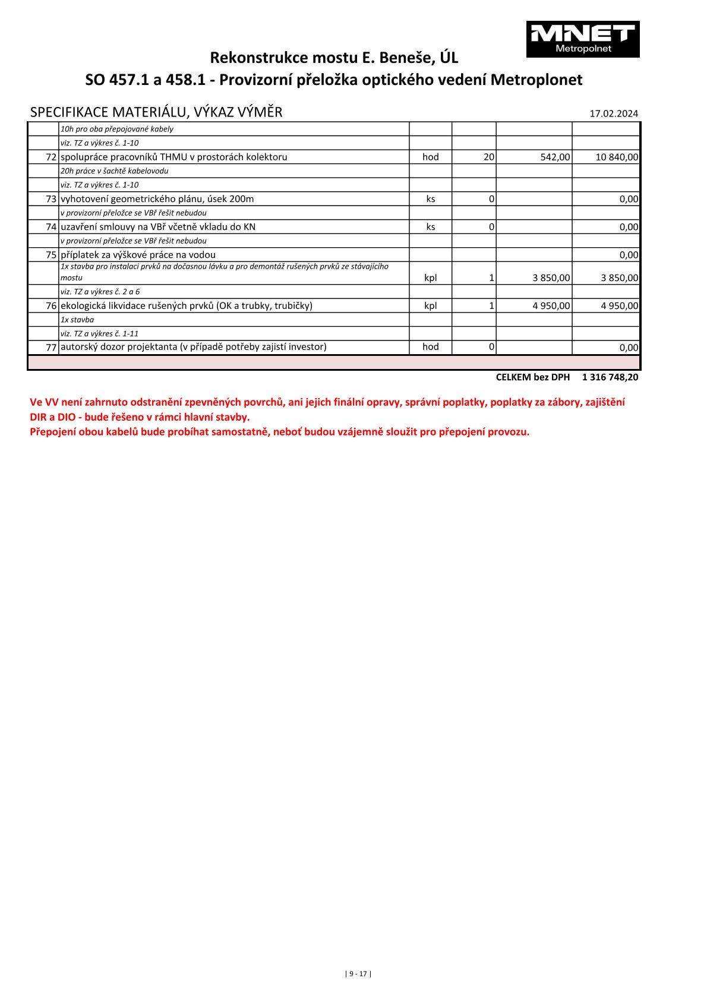 MNET
Metropolnet
Rekonstrukce mostu E. Beneše, ÚL
SO 457.1 a 458.1 - Provizorní přeložka optického vedení Metroplonet
SPECIFIKACE MATERIÁLU, VÝKAZ VÝMĚR 17.02.2024
10h pro oba přepojované kabely
viz. TZ a výkres č. 1-10
72 spolupráce pracovníků THMU v prostorách kolektoru hod 20 542,00 10 840,00
20h práce v šachtě kabelovodu
viz. TZ a výkres č. 1-10
73 vyhotovení geometrického plánu, úsek 200m ks 0 0,00
v provizorní přeložce se VBř řešit nebudou
74 uzavření smlouvy na VBř včetně vkladu do KN ks 0 0,00
v provizorní přeložce se VBř řešit nebudou
75 příplatek za výškové práce na vodou 0,00
1x stavba pro instalaci prvků na dočasnou lávku a pro demontáž rušených prvků ze stávajícího
mostu kpl 1 3 850,00 3 850,00
viz. TZ a výkres č. 2 a 6
76 ekologická likvidace rušených prvků (OK a trubky, trubičky) kpl 1 4 950,00 4 950,00
1x stavba
viz. TZ a výkres č. 1-11
77 autorský dozor projektanta (v případě potřeby zajistí investor) hod 0 0,00
CELKEM bez DPH 1 316 748,20
Ve VV není zahrnuto odstranění zpevněných povrchů, ani jejich finální opravy, správní poplatky, poplatky za zábory, zajištění
DIR a DIO - bude řešeno v rámci hlavní stavby.
Přepojení obou kabelů bude probíhat samostatně, neboť budou vzájemně sloužit pro přepojení provozu.
| 9 - 17 |